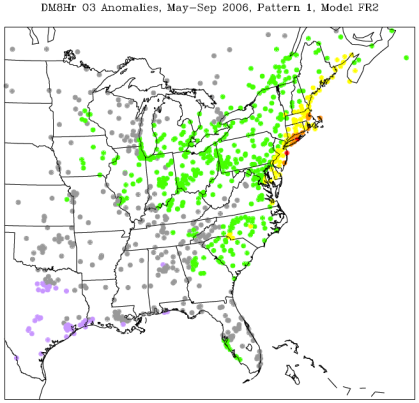 DM8Hr O3 Anomalies, May-Sep 2006, Pattern 1, Model FR2